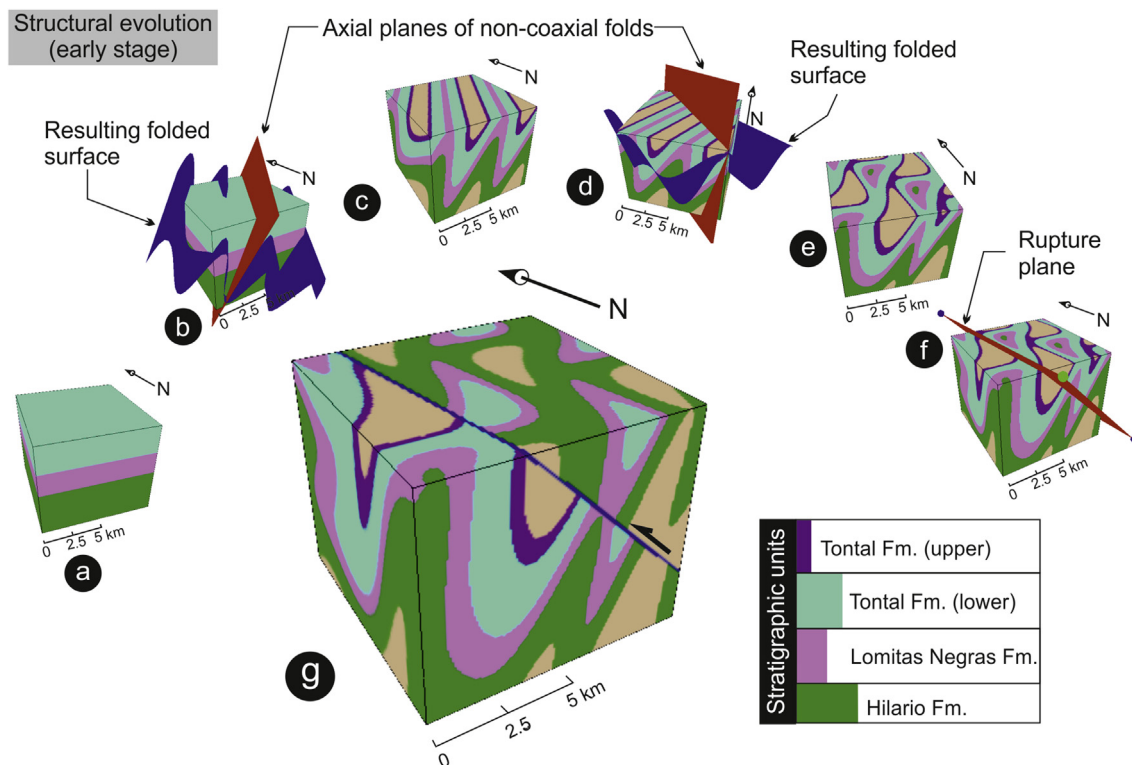 Structural evolution
(early stage)
Axial planes of non-coaxial folds
Resulting folded
surface
N
Resulting folded
surface
N
N
N
b
0 2.5 5 km
c
0 2.5 5 km
d
0 2.5 5 km
e
0 2.5 5 km
Rupture
plane
N
f
0 2.5 5 km
N
a
0 2.5 5 km
N
g
0 2.5 5 km
Stratigraphic units
Tontal Fm. (upper)
Tontal Fm. (lower)
Lomitas Negras Fm.
Hilario Fm.